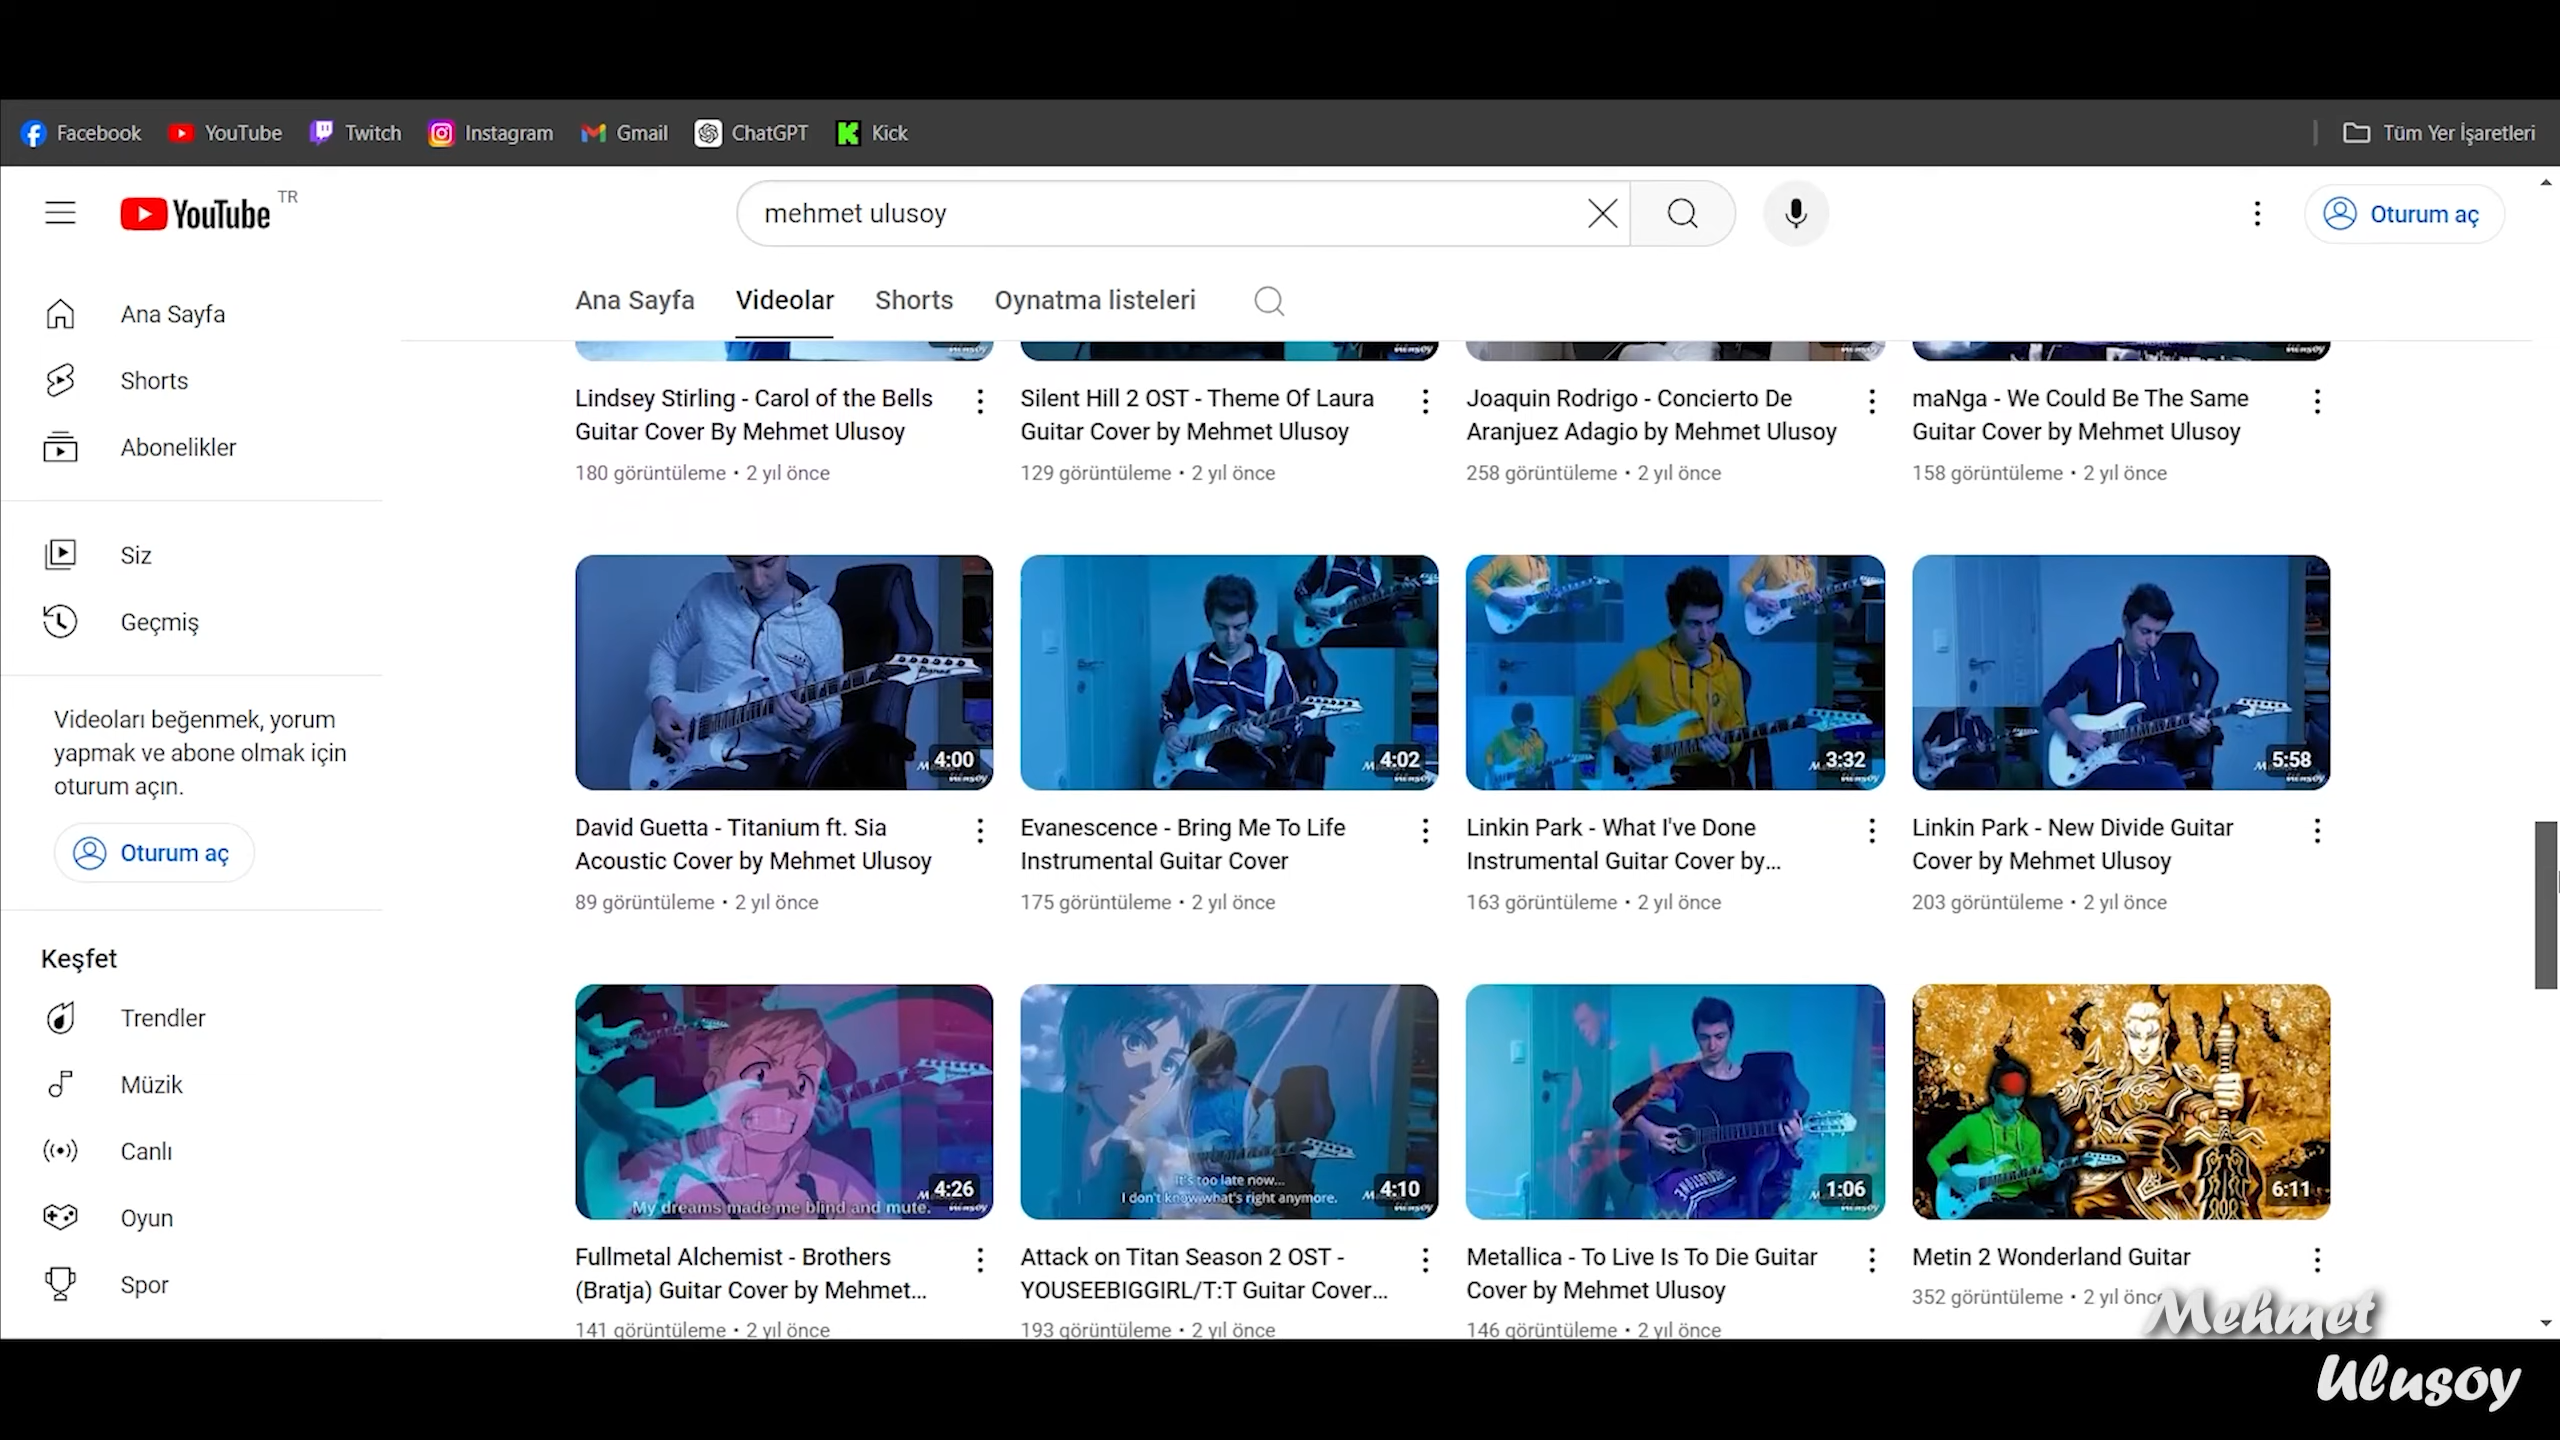 Facebook YouTube Twitch Instagram Gmail ChatGPT Kick Tüm Yer İşaretleri
YouTube TR
mehmet ulusoy
Oturum aç
Ana Sayfa Videolar Shorts Oynatma listeleri
Ana Sayfa
Shorts
Abonelikler
Siz
Geçmiş
Videoları beğenmek, yorum
yapmak ve abone olmak için
oturum açın.
Oturum aç
Keşfet
Trendler
Müzik
Canlı
Oyun
Spor
Lindsey Stirling - Carol of the Bells
Guitar Cover By Mehmet Ulusoy
180 görüntüleme • 2 yıl önce
Silent Hill 2 OST - Theme Of Laura
Guitar Cover by Mehmet Ulusoy
129 görüntüleme • 2 yıl önce
Joaquin Rodrigo - Concierto De
Aranjuez Adagio by Mehmet Ulusoy
258 görüntüleme • 2 yıl önce
maNga - We Could Be The Same
Guitar Cover by Mehmet Ulusoy
158 görüntüleme • 2 yıl önce
4:00
David Guetta - Titanium ft. Sia
Acoustic Cover by Mehmet Ulusoy
89 görüntüleme • 2 yıl önce
4:02
Evanescence - Bring Me To Life
Instrumental Guitar Cover
175 görüntüleme • 2 yıl önce
3:32
Linkin Park - What I've Done
Instrumental Guitar Cover by...
163 görüntüleme • 2 yıl önce
5:58
Linkin Park - New Divide Guitar
Cover by Mehmet Ulusoy
203 görüntüleme • 2 yıl önce
4:26
My dreams made me blind and mute.
Fullmetal Alchemist - Brothers
(Bratja) Guitar Cover by Mehmet...
141 görüntüleme • 2 yıl önce
It's too late now...
I don't know what's right anymore.
4:10
Attack on Titan Season 2 OST -
YOUSEEBIGGIRL/T:T Guitar Cover...
193 görüntüleme • 2 yıl önce
1:06
Metallica - To Live Is To Die Guitar
Cover by Mehmet Ulusoy
146 görüntüleme • 2 yıl önce
6:11
Metin 2 Wonderland Guitar
352 görüntüleme • 2 yıl önce
Mehmet
Ulusoy